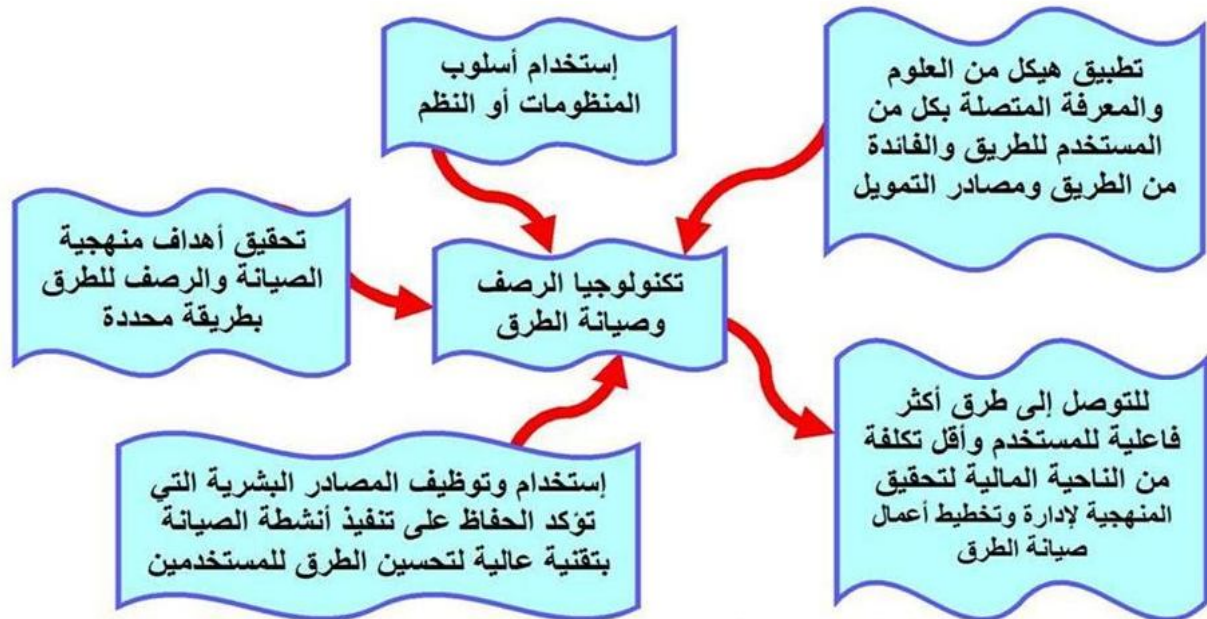 إستخدام أسلوب
المنظومات أو النظم
تطبيق هيكل من العلوم
والمعرفة المتصلة بكل من
المستخدم للطريق والفائدة
من الطريق ومصادر التمويل
تحقيق أهداف منهجية
الصيانة والرصف للطرق
بطريقة محددة
تكنولوجيا الرصف
وصيانة الطرق
إستخدام وتوظيف المصادر البشرية التي
تؤكد الحفاظ على تنفيذ أنشطة الصيانة
بتقنية عالية لتحسين الطرق للمستخدمين
للتوصل إلى طرق أكثر
فاعلية للمستخدم وأقل تكلفة
من الناحية المالية لتحقيق
المنهجية لإدارة وتخطيط أعمال
صيانة الطرق